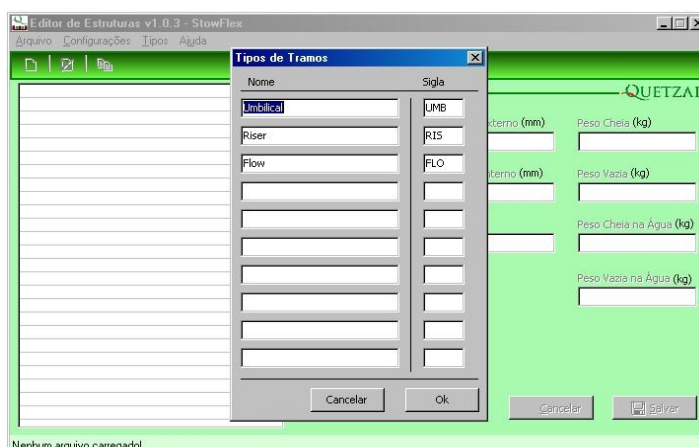 Editor de Estruturas v1.0.3 - StowFlex
Arquivo Configurações Tipos Ajuda
Tipos de Tramos
Nome Sigla
Umbilical UMB
Riser RIS
Flow FLO
Cancelar Ok
QUETZAL
xterno (mm) Peso Cheia (kg)
terno (mm) Peso Vazia (kg)
Peso Cheia na Água (kg)
Peso Vazia na Água (kg)
Cancelar Salvar
Nenhum arquivo carregado!